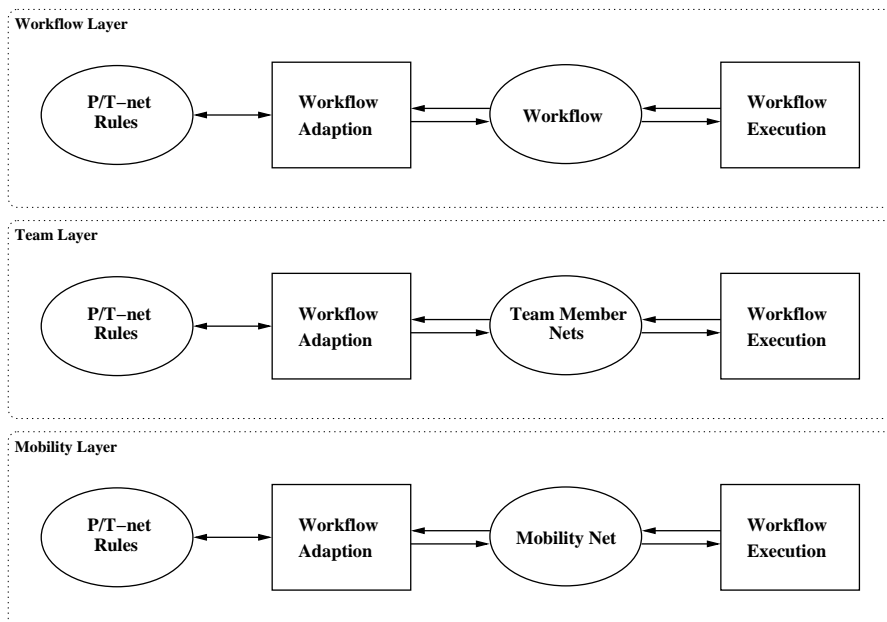 Workflow Layer
P/T−net
Rules
Workflow
Adaption
Workflow
Workflow
Execution
Team Layer
P/T−net
Rules
Workflow
Adaption
Team Member
Nets
Workflow
Execution
Mobility Layer
P/T−net
Rules
Workflow
Adaption
Mobility Net
Workflow
Execution